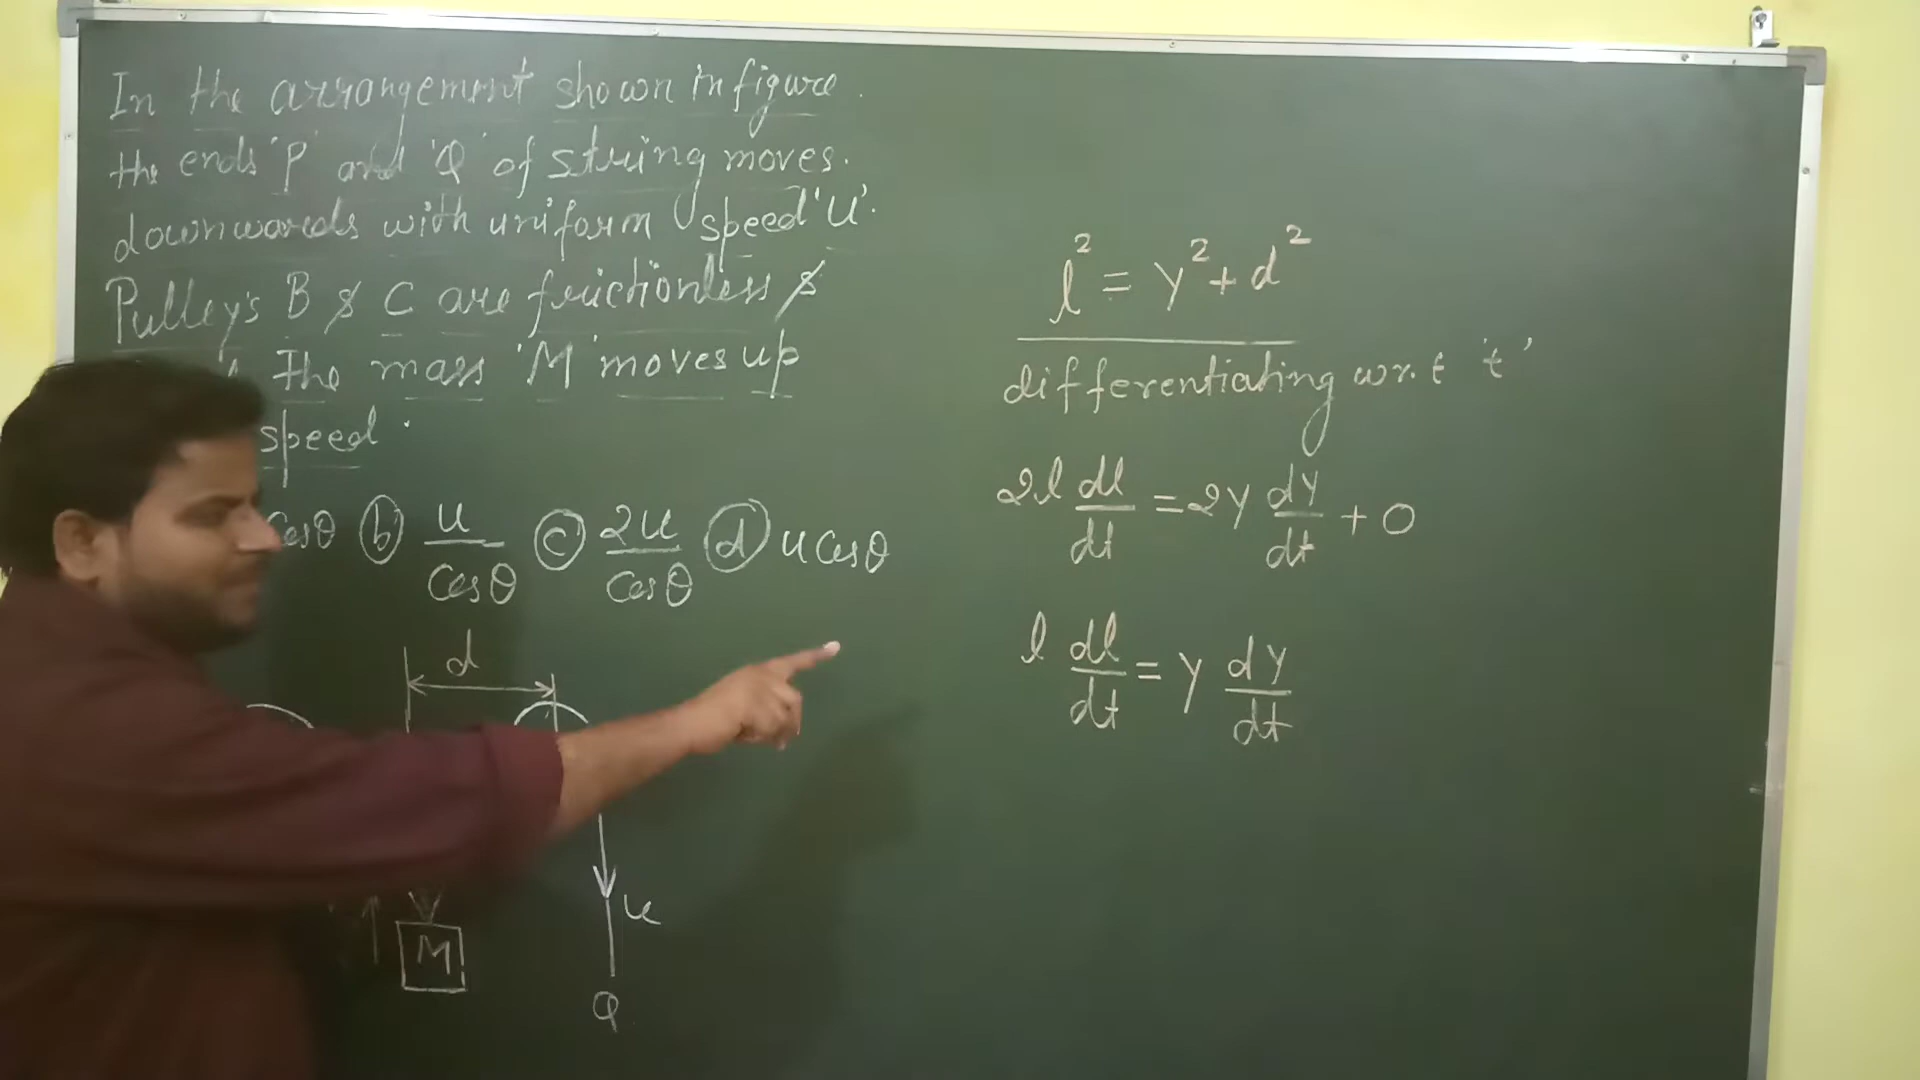 In the arrangement shown in figure.
the ends 'P' and 'Q' of string moves.
downwards with uniform speed 'u'.
Pulley's B & C are frictionless &
The mass 'M' moves up
speed.
cosθ (b) u/cosθ (c) 2u/cosθ (d) u cosθ
d
u
M
Q
l² = y² + d²
differentiating w.r.t 't'
2l dl/dt = 2y dy/dt + 0
l dl/dt = y dy/dt